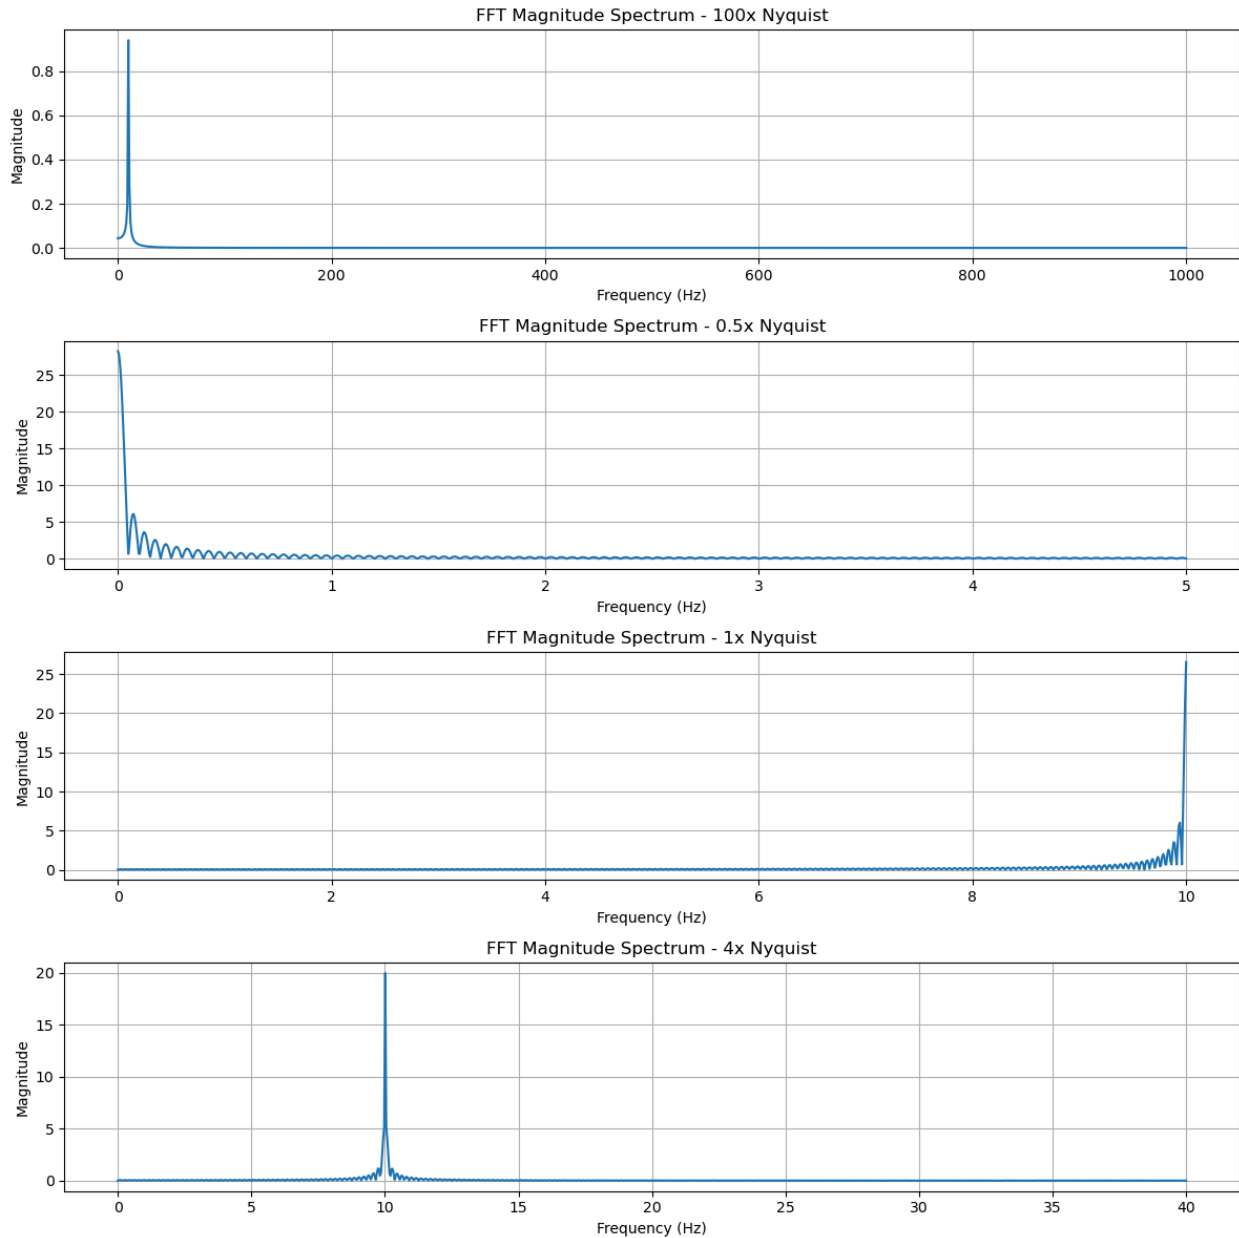 FFT Magnitude Spectrum - 100x Nyquist
Magnitude
0.8
0.6
0.4
0.2
0.0
0 200 400 600 800 1000
Frequency (Hz)
FFT Magnitude Spectrum - 0.5x Nyquist
Magnitude
25
20
15
10
5
0
0 1 2 3 4 5
Frequency (Hz)
FFT Magnitude Spectrum - 1x Nyquist
Magnitude
25
20
15
10
5
0
0 2 4 6 8 10
Frequency (Hz)
FFT Magnitude Spectrum - 4x Nyquist
Magnitude
20
15
10
5
0
0 5 10 15 20 25 30 35 40
Frequency (Hz)